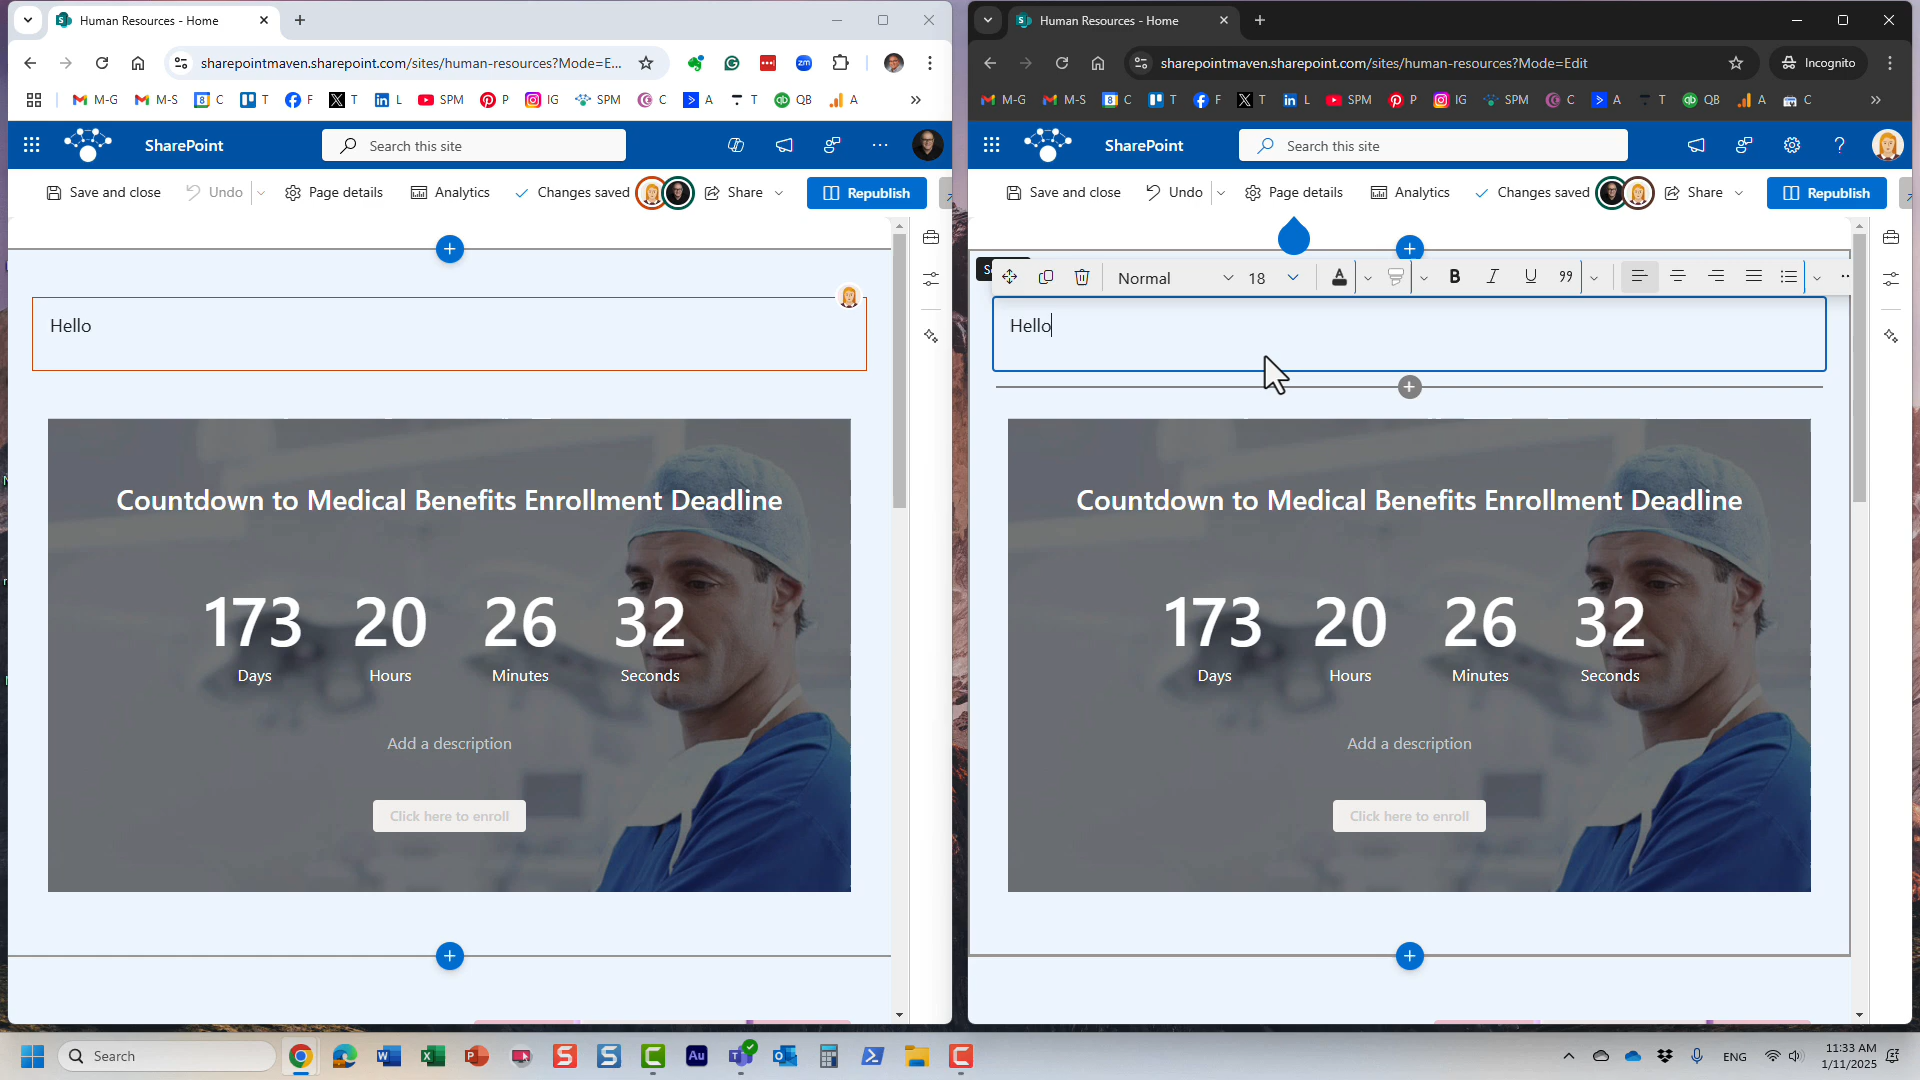 Human Resources - Home
sharepointmaven.sharepoint.com/sites/human-resources?Mode=E...
M-G M-S C T F T L SPM P IG SPM C A T QB A
SharePoint
Search this site
Save and close Undo Page details Analytics Changes saved Share Republish
Hello
Countdown to Medical Benefits Enrollment Deadline
173 20 26 32
Days Hours Minutes Seconds
Add a description
Click here to enroll
Human Resources - Home
sharepointmaven.sharepoint.com/sites/human-resources?Mode=Edit
Incognito
M-G M-S C T F T L SPM P IG SPM C A T QB A C
SharePoint
Search this site
Save and close Undo Page details Analytics Changes saved Share Republish
Normal 18 A B I U
Hello
Countdown to Medical Benefits Enrollment Deadline
173 20 26 32
Days Hours Minutes Seconds
Add a description
Click here to enroll
Search
ENG
11:33 AM
1/11/2025